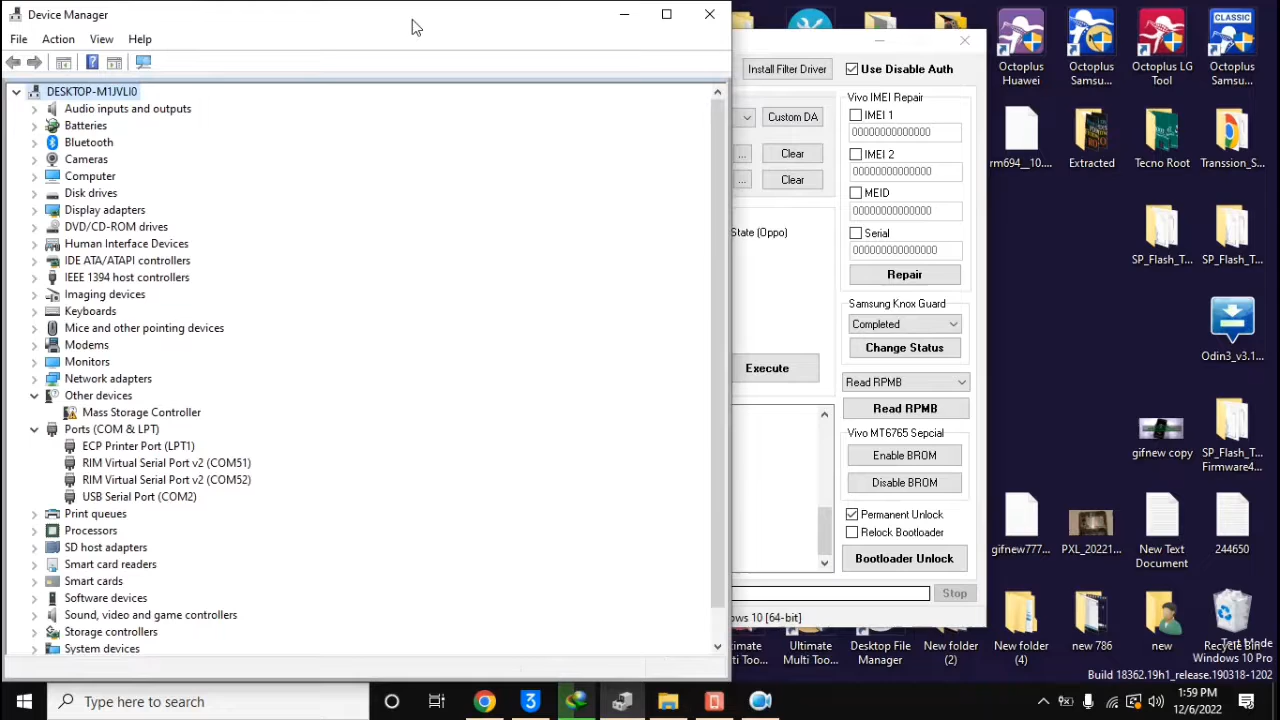 Device Manager
File Action View Help
DESKTOP-M1JVLI0
Audio inputs and outputs
Batteries
Bluetooth
Cameras
Computer
Disk drives
Display adapters
DVD/CD-ROM drives
Human Interface Devices
IDE ATA/ATAPI controllers
IEEE 1394 host controllers
Imaging devices
Keyboards
Mice and other pointing devices
Modems
Monitors
Network adapters
Other devices
Mass Storage Controller
Ports (COM & LPT)
ECP Printer Port (LPT1)
RIM Virtual Serial Port v2 (COM51)
RIM Virtual Serial Port v2 (COM52)
USB Serial Port (COM2)
Print queues
Processors
SD host adapters
Smart card readers
Smart cards
Software devices
Sound, video and game controllers
Storage controllers
System devices
Install Filter Driver
Use Disable Auth
Custom DA
... Clear
... Clear
State (Oppo)
Execute
Vivo IMEI Repair
IMEI 1
00000000000000
IMEI 2
00000000000000
MEID
00000000000000
Serial
000000000000000
Repair
Samsung Knox Guard
Completed
Change Status
Read RPMB
Read RPMB
Vivo MT6765 Sepcial
Enable BROM
Disable BROM
Permanent Unlock
Relock Bootloader
Bootloader Unlock
Stop
ows 10 [64-bit]
Octoplus Huawei
Octoplus Samsu...
Octoplus LG Tool
CLASSIC
Octoplus Samsu...
rm694__10....
Extracted
Tecno Root
Transsion_S...
SP_Flash_T...
SP_Flash_T...
Odin3_v3.1...
gifnew copy
SP_Flash_T... Firmware4...
gifnew777...
PXL_20221...
New Text Document
244650
Ultimate Multi Too...
Desktop File Manager
New folder (2)
New folder (4)
new 786
new
Recycle Bin
Test Mode
Windows 10 Pro
Build 18362.19h1_release.190318-1202
Type here to search
1:59 PM
12/6/2022